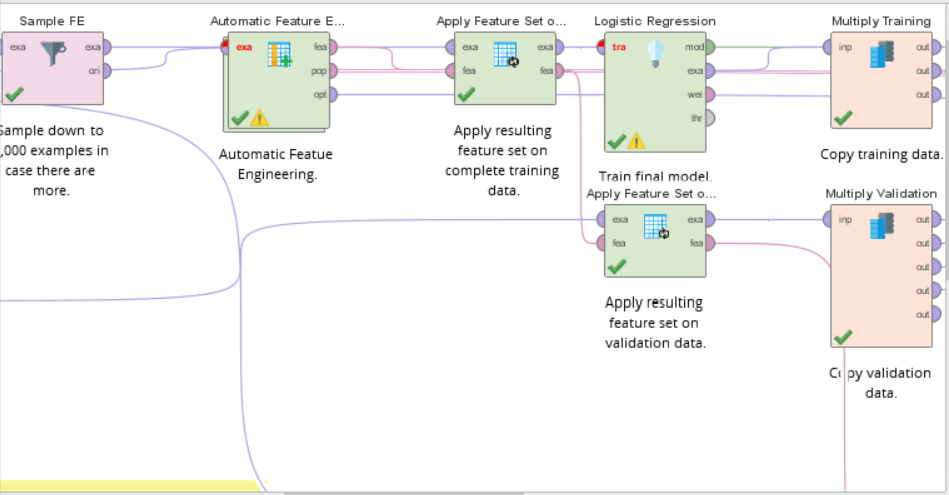 Sample FE
exa
exa
ori
Sample down to
,000 examples in
case there are
more.
Automatic Feature E...
exa
fea
pop
opt
Automatic Featue
Engineering.
Apply Feature Set o...
exa
fea
exa
fea
Apply resulting
feature set on
complete training
data.
Logistic Regression
tra
mod
exa
wei
thr
Train final model.
Multiply Training
inp
out
out
out
Copy training data.
Apply Feature Set o...
exa
fea
exa
fea
Apply resulting
feature set on
validation data.
Multiply Validation
inp
out
out
out
out
out
Copy validation
data.